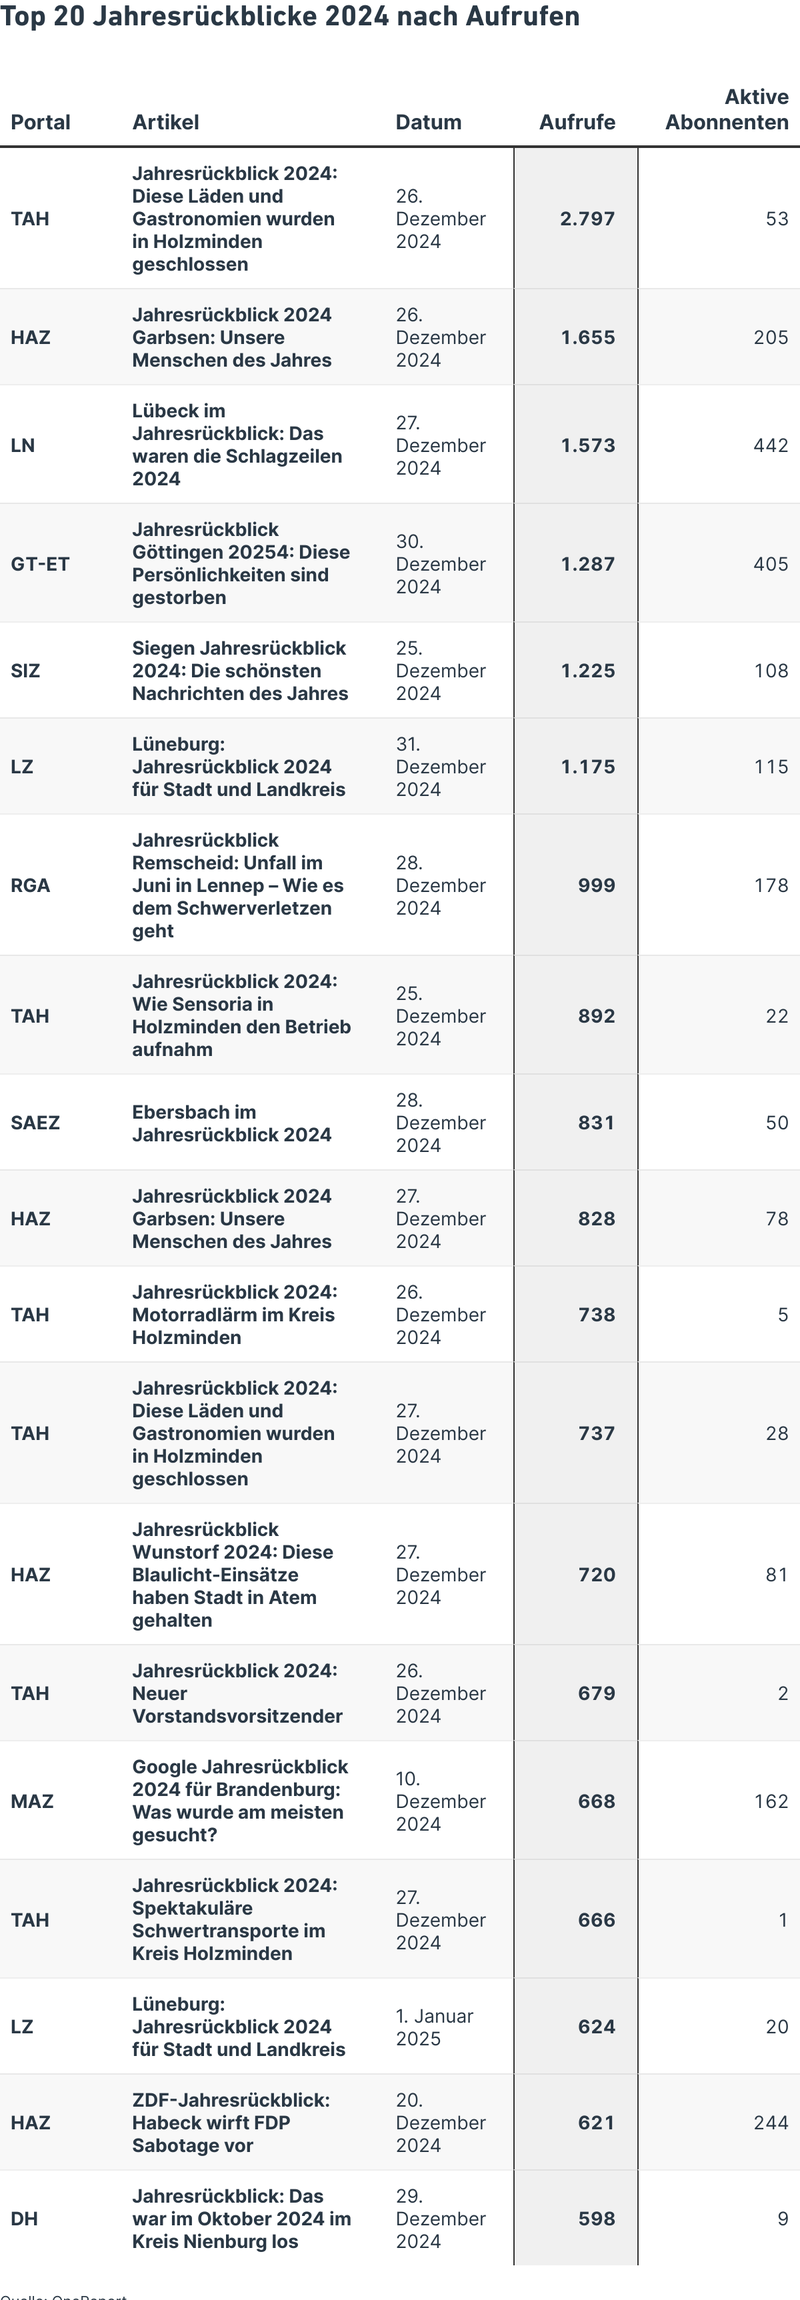 Top 20 Jahresrückblicke 2024 nach Aufrufen
Aktive
Portal Artikel Datum Aufrufe Abonnenten
Jahresrückblick 2024:
Diese Läden und
Gastronomien wurden
in Holzminden
geschlossen
TAH
26.
Dezember
2024
2.797
53
HAZ
Jahresrückblick 2024
Garbsen: Unsere
Menschen des Jahres
26.
Dezember
2024
1.655
205
LN
Lübeck im
Jahresrückblick: Das
waren die Schlagzeilen
2024
27.
Dezember
2024
1.573
442
GT-ET
Jahresrückblick
Göttingen 20254: Diese
Persönlichkeiten sind
gestorben
30.
Dezember
2024
1.287
405
SIZ
Siegen Jahresrückblick
2024: Die schönsten
Nachrichten des Jahres
25.
Dezember
2024
1.225
108
LZ
Lüneburg:
Jahresrückblick 2024
für Stadt und Landkreis
31.
Dezember
2024
1.175
115
RGA
Jahresrückblick
Remscheid: Unfall im
Juni in Lennep – Wie es
dem Schwerverletzen
geht
28.
Dezember
2024
999
178
TAH
Jahresrückblick 2024:
Wie Sensoria in
Holzminden den Betrieb
aufnahm
25.
Dezember
2024
892
22
SAEZ
Ebersbach im
Jahresrückblick 2024
28.
Dezember
2024
831
50
HAZ
Jahresrückblick 2024
Garbsen: Unsere
Menschen des Jahres
27.
Dezember
2024
828
78
TAH
Jahresrückblick 2024:
Motorradlärm im Kreis
Holzminden
26.
Dezember
2024
738
5
TAH
Jahresrückblick 2024:
Diese Läden und
Gastronomien wurden
in Holzminden
geschlossen
27.
Dezember
2024
737
28
HAZ
Jahresrückblick
Wunstorf 2024: Diese
Blaulicht-Einsätze
haben Stadt in Atem
gehalten
27.
Dezember
2024
720
81
TAH
Jahresrückblick 2024:
Neuer
Vorstandsvorsitzender
26.
Dezember
2024
679
2
MAZ
Google Jahresrückblick
2024 für Brandenburg:
Was wurde am meisten
gesucht?
10.
Dezember
2024
668
162
TAH
Jahresrückblick 2024:
Spektakuläre
Schwertransporte im
Kreis Holzminden
27.
Dezember
2024
666
1
LZ
Lüneburg:
Jahresrückblick 2024
für Stadt und Landkreis
1. Januar
2025
624
20
HAZ
ZDF-Jahresrückblick:
Habeck wirft FDP
Sabotage vor
20.
Dezember
2024
621
244
DH
Jahresrückblick: Das
war im Oktober 2024 im
Kreis Nienburg los
29.
Dezember
2024
598
9